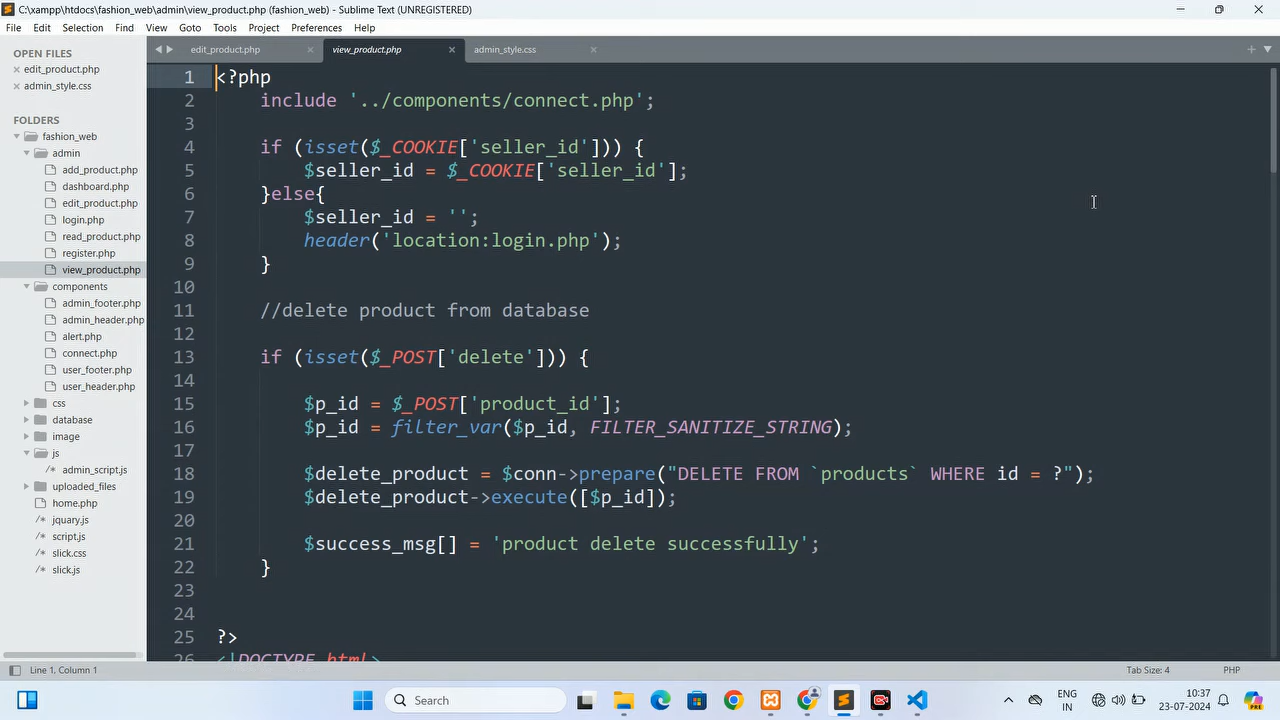 C:\xampp\htdocs\fashion_web\admin\view_product.php (fashion_web) - Sublime Text (UNREGISTERED)
File Edit Selection Find View Goto Tools Project Preferences Help
OPEN FILES
edit_product.php
admin_style.css
FOLDERS
fashion_web
admin
add_product.php
dashboard.php
edit_product.php
login.php
read_product.php
register.php
view_product.php
components
admin_footer.php
admin_header.php
alert.php
connect.php
user_footer.php
user_header.php
css
database
image
js
admin_script.js
uploaded_files
home.php
/* jquary.js
/* script.js
/* slick.css
/* slick.js
edit_product.php view_product.php admin_style.css
1 <?php
2 include '../components/connect.php';
3
4 if (isset($_COOKIE['seller_id'])) {
5 $seller_id = $_COOKIE['seller_id'];
6 }else{
7 $seller_id = '';
8 header('location:login.php');
9 }
10
11 //delete product from database
12
13 if (isset($_POST['delete'])) {
14
15 $p_id = $_POST['product_id'];
16 $p_id = filter_var($p_id, FILTER_SANITIZE_STRING);
17
18 $delete_product = $conn->prepare("DELETE FROM `products` WHERE id = ?");
19 $delete_product->execute([$p_id]);
20
21 $success_msg[] = 'product delete successfully';
22 }
23
24
25 ?>
26 <!DOCTYPE html>
Line 1, Column 1
Tab Size: 4 PHP
Search
ENG
IN
10:37
23-07-2024